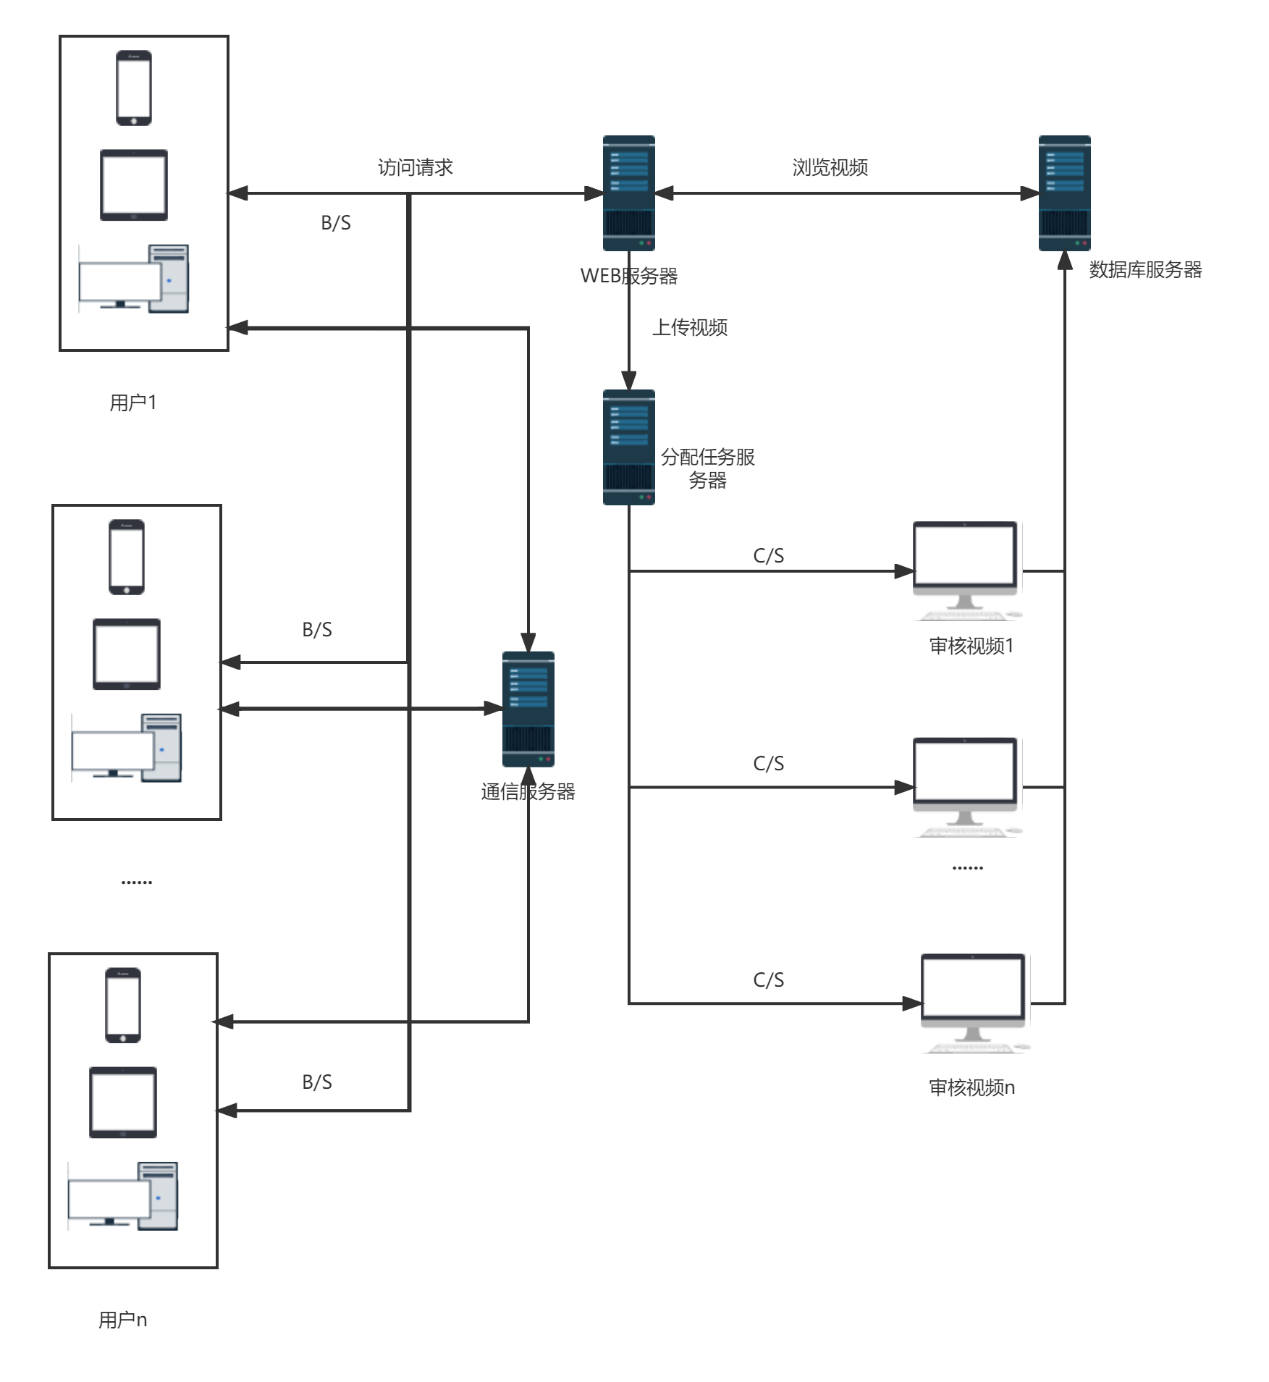 访问请求
浏览视频
B/S
WEB服务器
数据库服务器
上传视频
用户1
分配任务服
务器
C/S
B/S
审核视频1
C/S
通信服务器
......
......
C/S
B/S
审核视频n
用户n